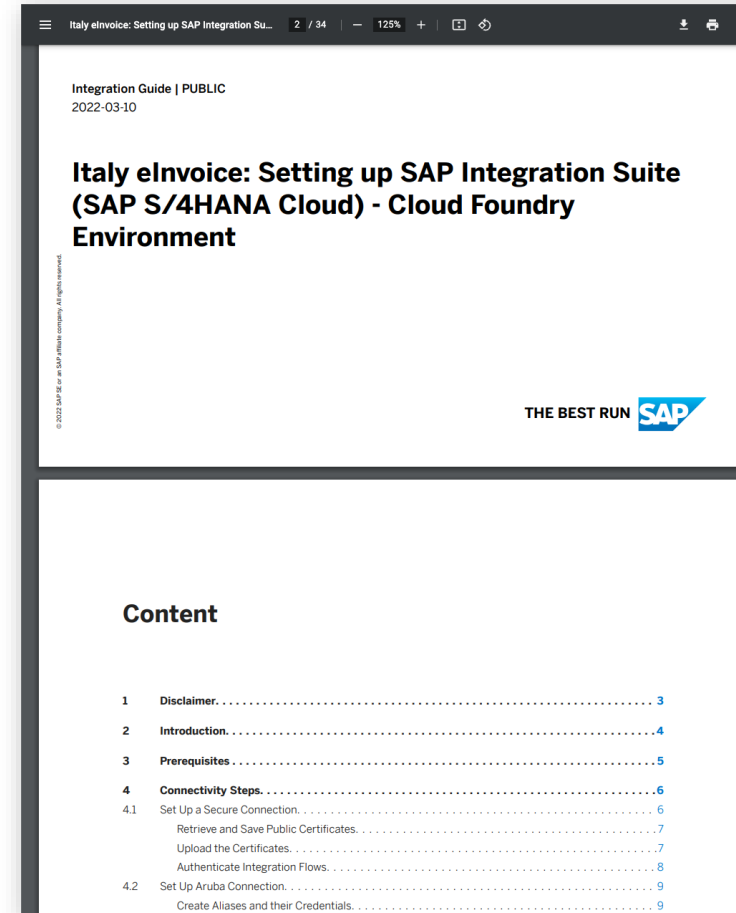 Italy eInvoice: Setting up SAP Integration Su... 2 / 34 125%
Integration Guide | PUBLIC
2022-03-10
Italy eInvoice: Setting up SAP Integration Suite
(SAP S/4HANA Cloud) - Cloud Foundry
Environment
© 2022 SAP SE or an SAP affiliate company. All rights reserved.
THE BEST RUN SAP
Content
1 Disclaimer. . . . . . . . . . . . . . . . . . . . . . . . . . . . . . . . . . . . . . . . . . . . . . . . . . . . . . . . . . . . . . . . . 3
2 Introduction. . . . . . . . . . . . . . . . . . . . . . . . . . . . . . . . . . . . . . . . . . . . . . . . . . . . . . . . . . . . . . . .4
3 Prerequisites . . . . . . . . . . . . . . . . . . . . . . . . . . . . . . . . . . . . . . . . . . . . . . . . . . . . . . . . . . . . . . .5
4 Connectivity Steps. . . . . . . . . . . . . . . . . . . . . . . . . . . . . . . . . . . . . . . . . . . . . . . . . . . . . . . . . . .6
4.1 Set Up a Secure Connection. . . . . . . . . . . . . . . . . . . . . . . . . . . . . . . . . . . . . . . . . . . . . . . . . . . . . 6
Retrieve and Save Public Certificates. . . . . . . . . . . . . . . . . . . . . . . . . . . . . . . . . . . . . . . . . . . . .7
Upload the Certificates. . . . . . . . . . . . . . . . . . . . . . . . . . . . . . . . . . . . . . . . . . . . . . . . . . . . . .7
Authenticate Integration Flows. . . . . . . . . . . . . . . . . . . . . . . . . . . . . . . . . . . . . . . . . . . . . . . . . 8
4.2 Set Up Aruba Connection. . . . . . . . . . . . . . . . . . . . . . . . . . . . . . . . . . . . . . . . . . . . . . . . . . . . . . . 9
Create Aliases and their Credentials. . . . . . . . . . . . . . . . . . . . . . . . . . . . . . . . . . . . . . . . . . . . . . 9